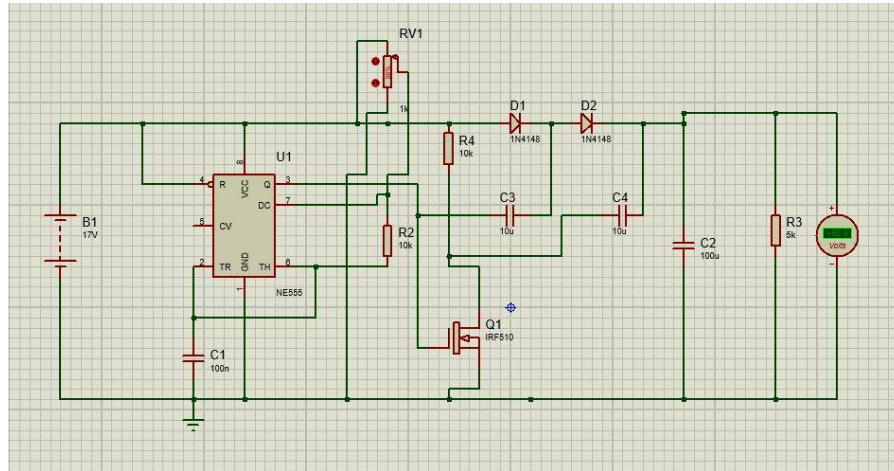 RV1
1k
D1
1N4148
D2
1N4148
R4
10k
U1
4
R
VCC
8
Q
3
DC
7
5
CV
2
TR
GND
1
TH
6
NE555
B1
17V
R2
10k
C3
10u
C4
10u
C2
100u
R3
5k
+
Volts
-
Q1
IRF510
C1
100n